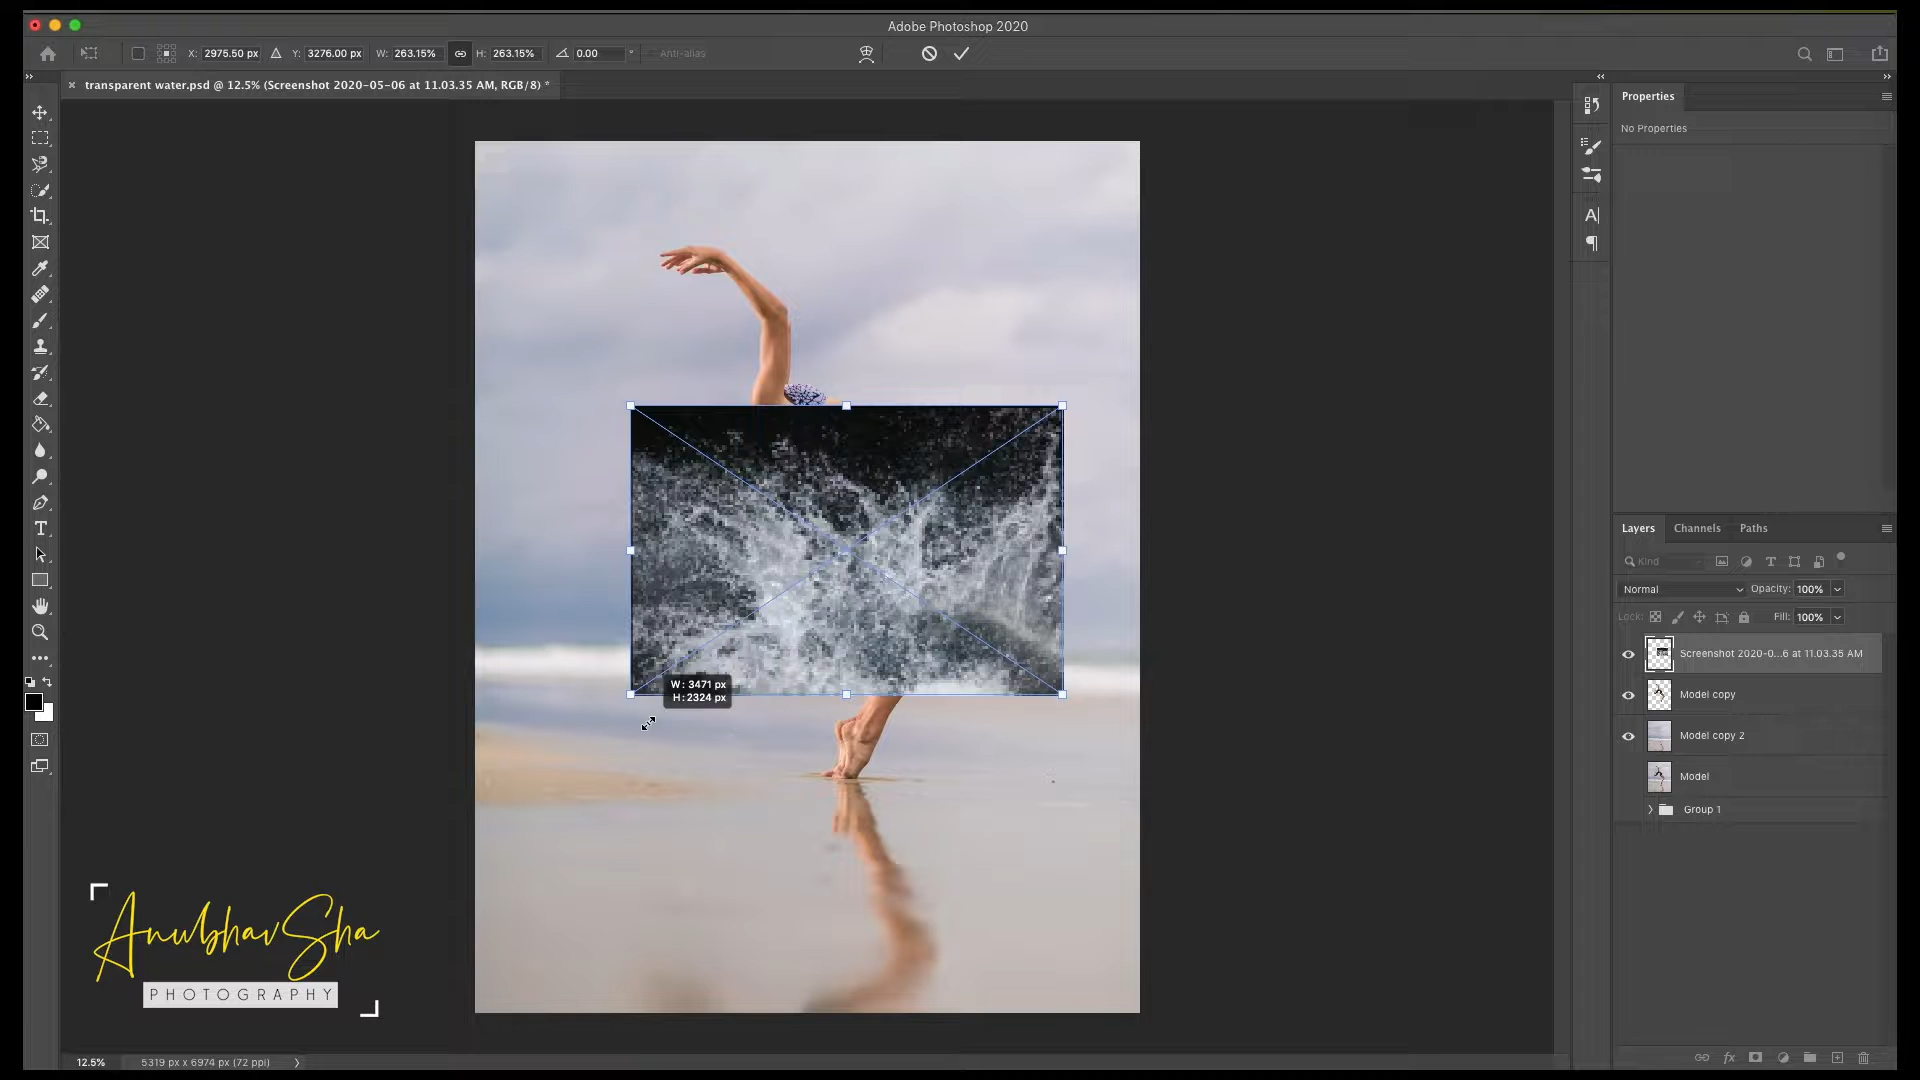 Adobe Photoshop 2020
X: 2975.50 px Y: 3276.00 px W: 263.15% H: 263.15% 0.00 ° Anti-alias
transparent water.psd @ 12.5% (Screenshot 2020-05-06 at 11.03.35 AM, RGB/8) *
Properties
No Properties
W: 3471 px
H: 2324 px
Layers Channels Paths
Kind
Normal Opacity: 100%
Lock: Fill: 100%
Screenshot 2020-0...6 at 11.03.35 AM
Model copy
Model copy 2
Model
Group 1
AnubhavSha
PHOTOGRAPHY
12.5% 5319 px x 6974 px (72 ppi)